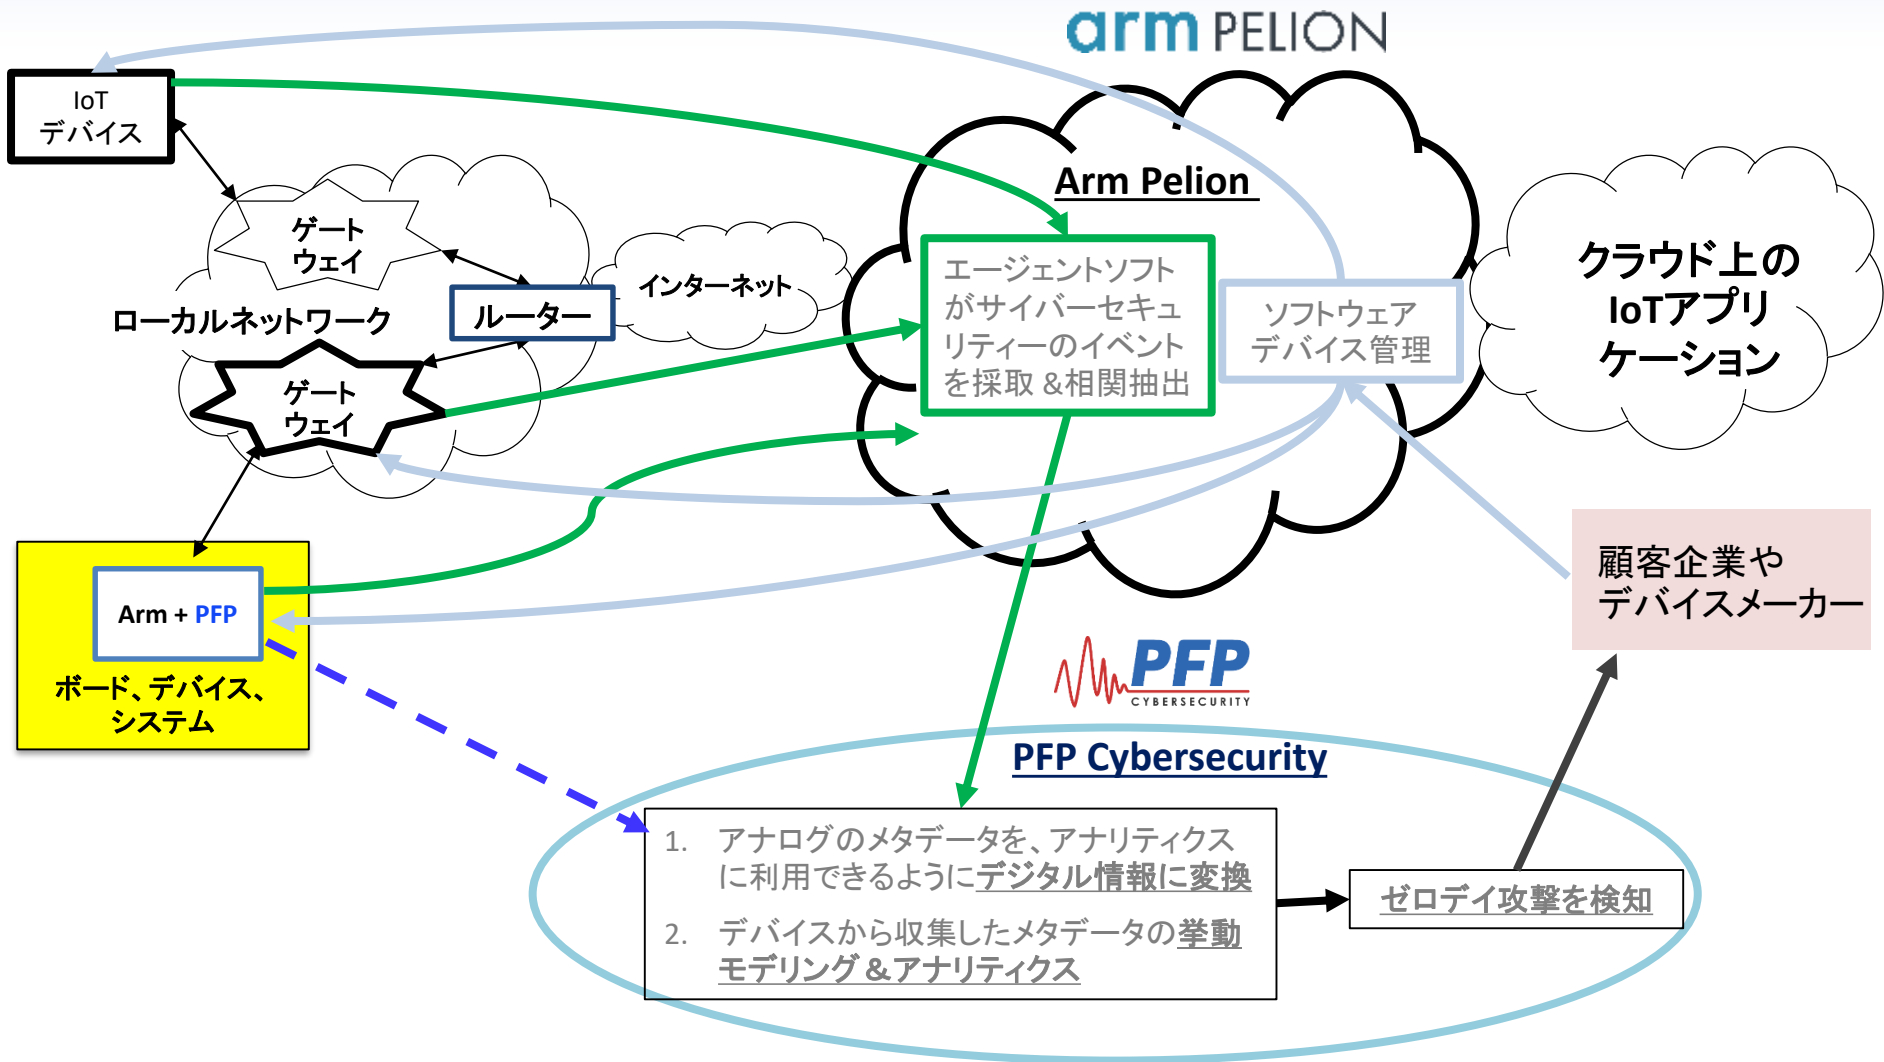 arm PELION
IoT
デバイス
Arm Pelion
ゲート
ウェイ
ローカルネットワーク
ルーター
インターネット
ゲート
ウェイ
エージェントソフト
がサイバーセキュ
リティーのイベント
を採取 &相関抽出
ソフトウェア
デバイス管理
クラウド上の
IoTアプリ
ケーション
顧客企業や
デバイスメーカー
Arm + PFP
ボード、デバイス、
システム
PFP
CYBERSECURITY
PFP Cybersecurity
1. アナログのメタデータを、アナリティクス
に利用できるようにデジタル情報に変換
2. デバイスから収集したメタデータの挙動
モデリング＆アナリティクス
ゼロデイ攻撃を検知